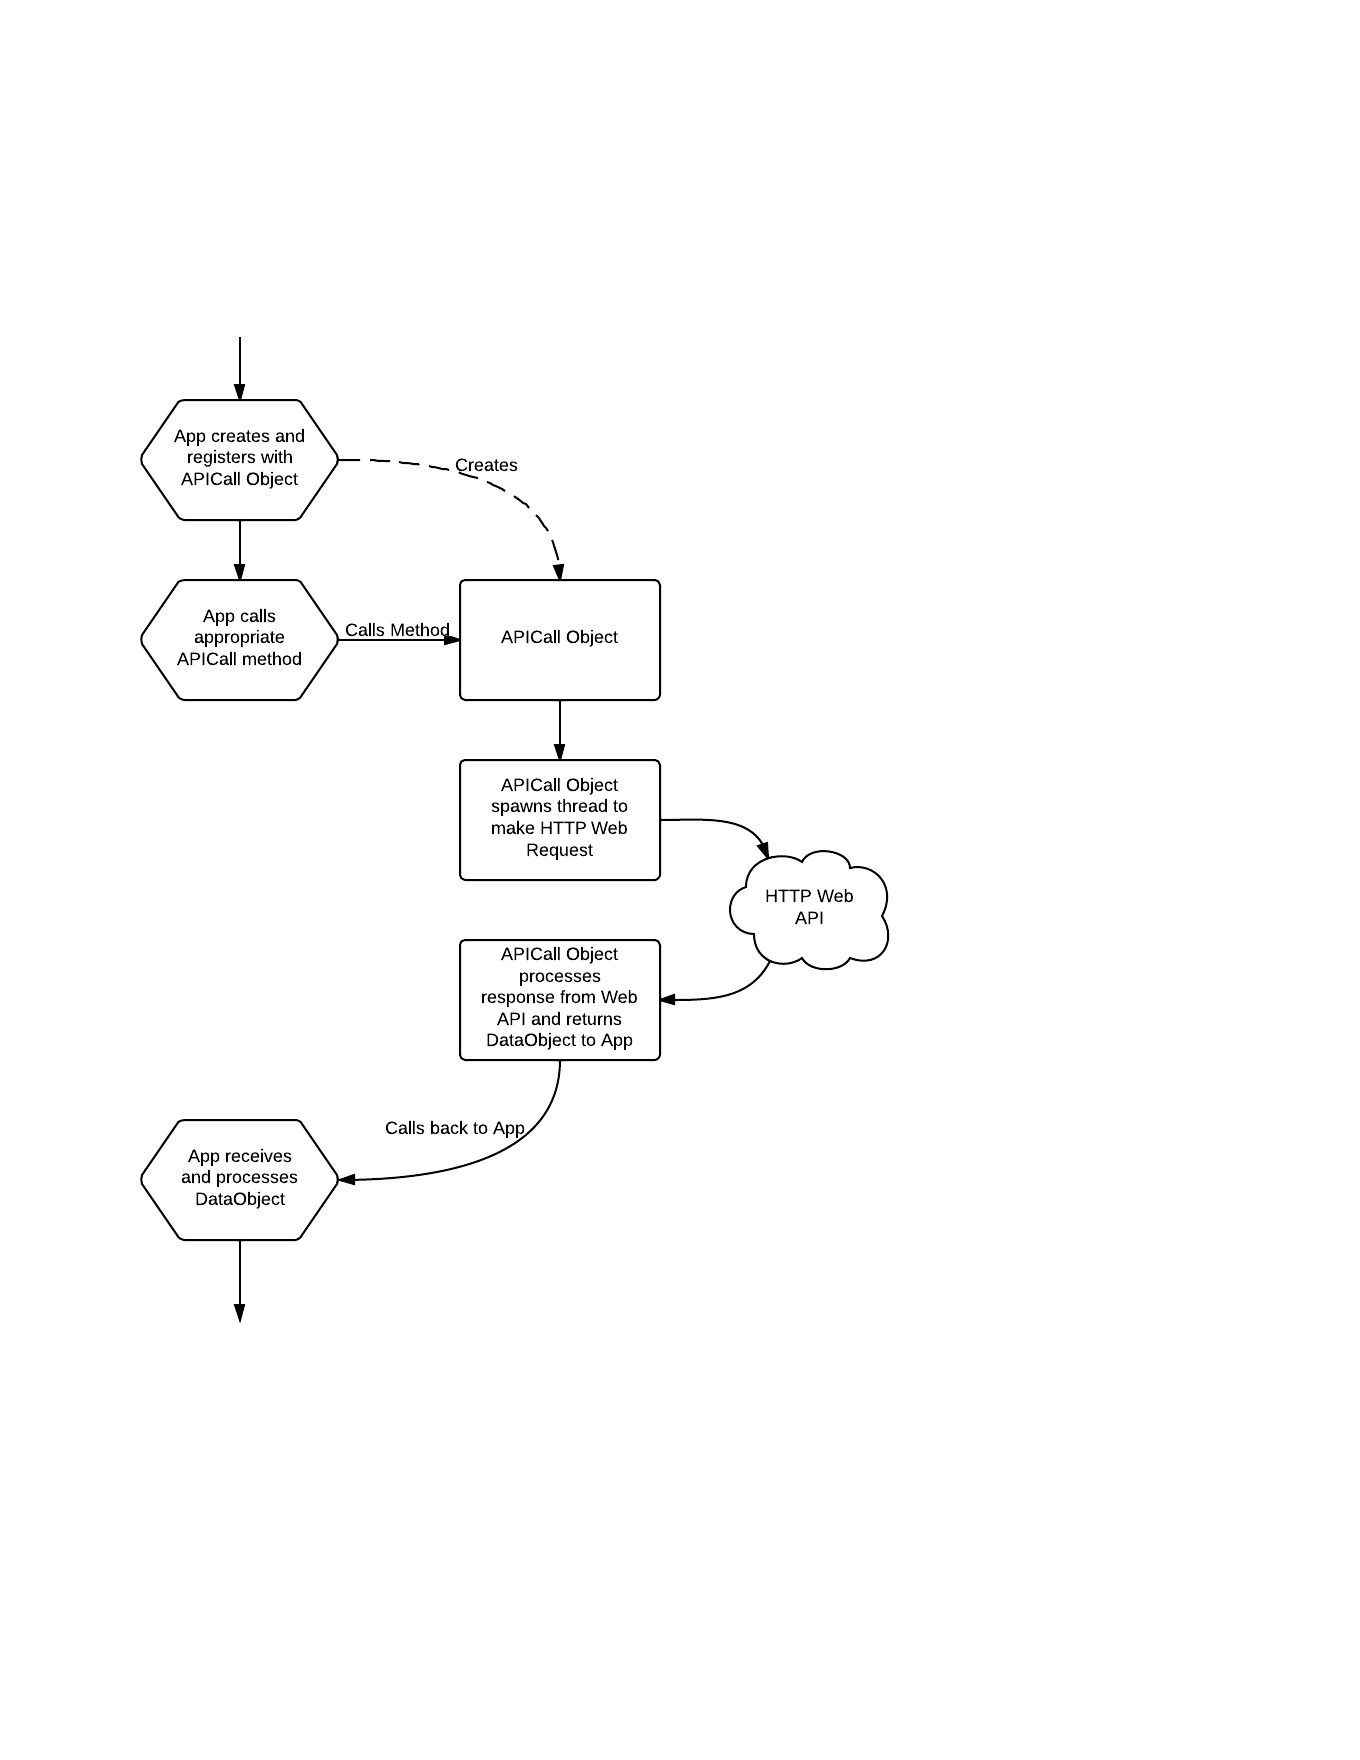 App creates and
registers with
APICall Object
Creates
App calls
appropriate
APICall method
Calls Method
APICall Object
APICall Object
spawns thread to
make HTTP Web
Request
HTTP Web
API
APICall Object
processes
response from Web
API and returns
DataObject to App
Calls back to App
App receives
and processes
DataObject